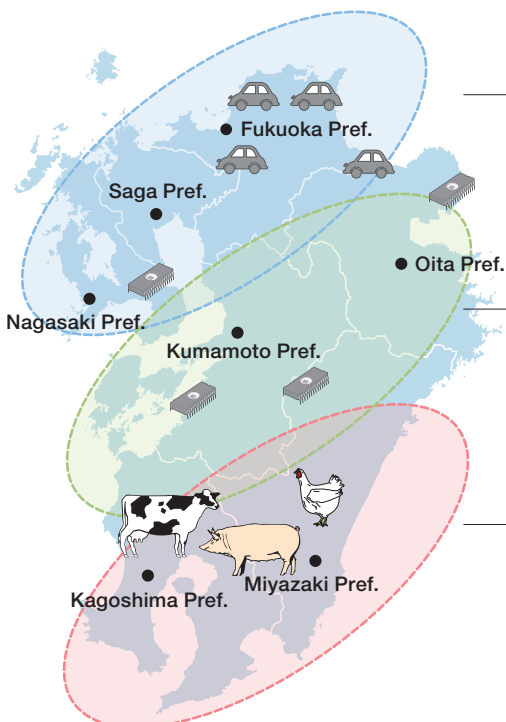 Fukuoka Pref.
Saga Pref.
Oita Pref.
Nagasaki Pref.
Kumamoto Pref.
Miyazaki Pref.
Kagoshima Pref.